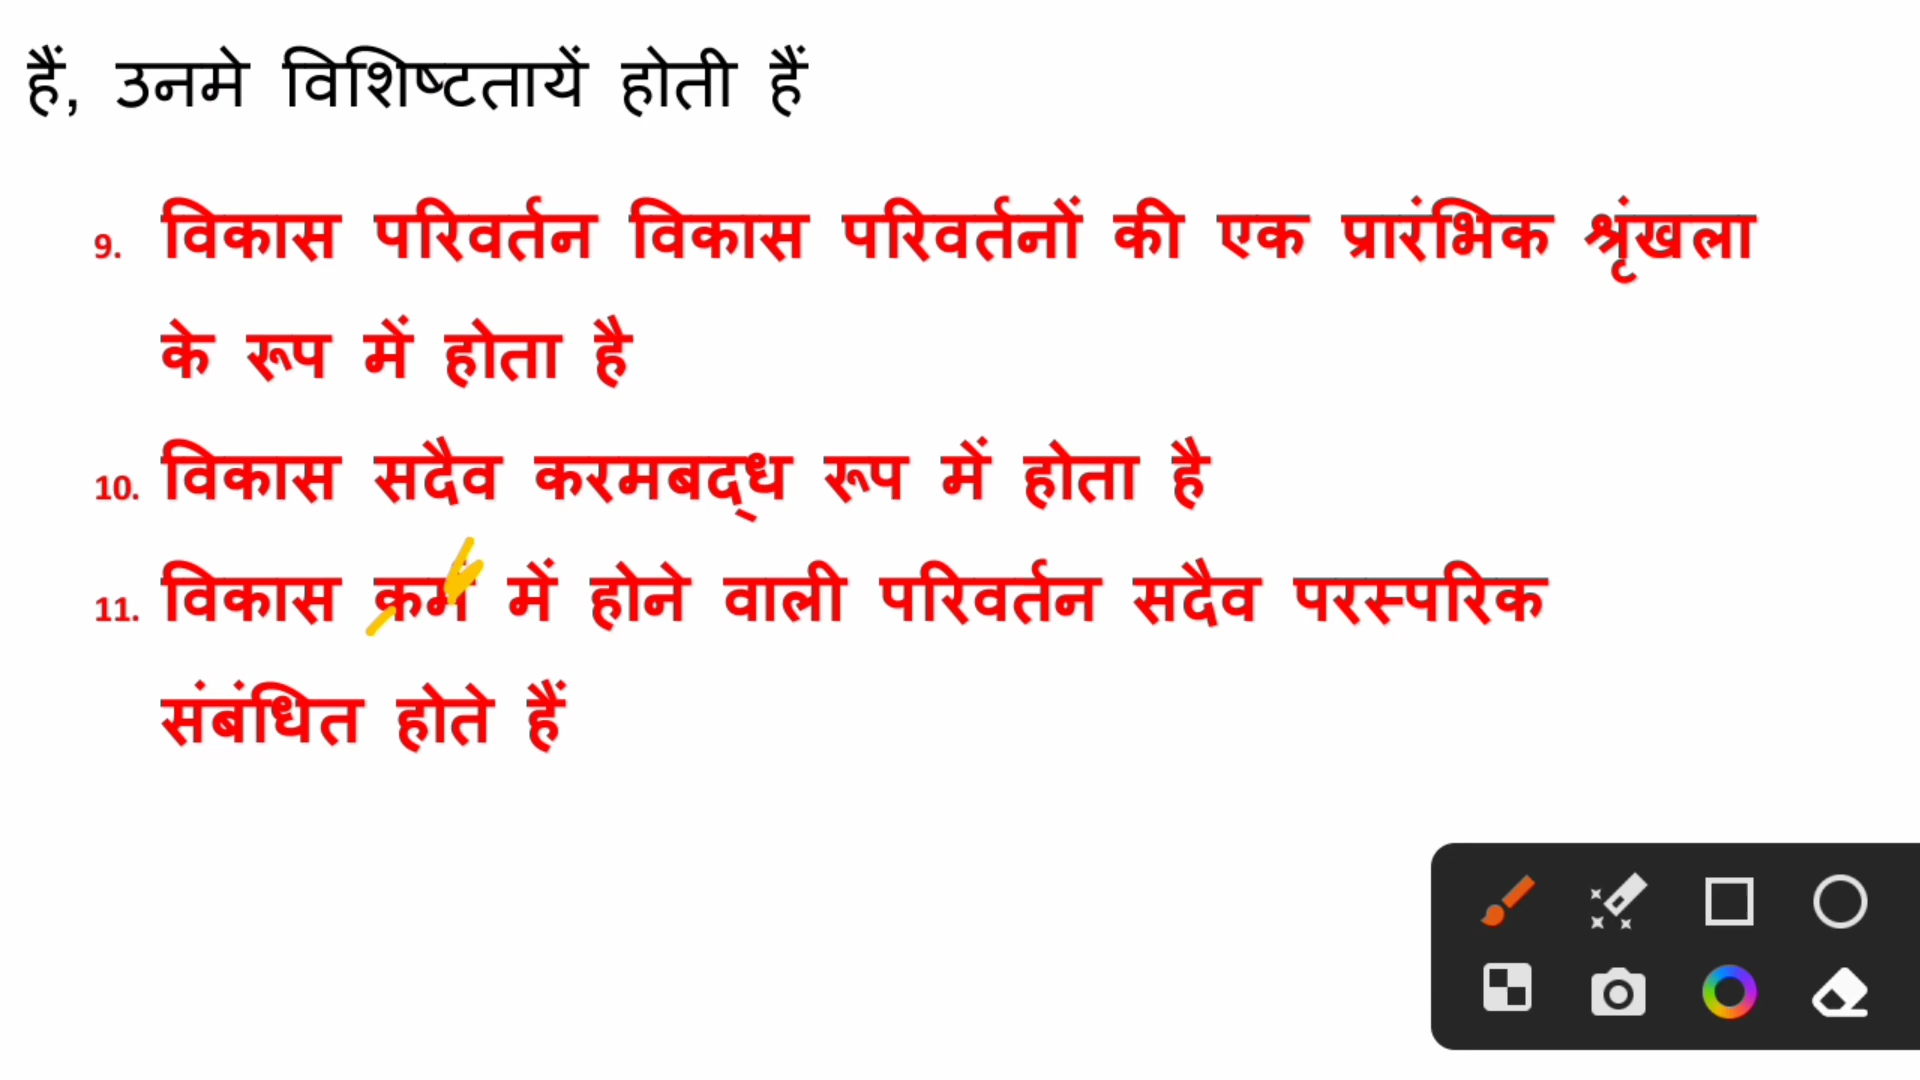 हैं, उनमे विशिष्टतायें होती हैं
9. विकास परिवर्तन विकास परिवर्तनों की एक प्रारंभिक श्रृंखला
के रूप में होता है
10. विकास सदैव करमबद्ध रूप में होता है
11. विकास कर्म में होने वाली परिवर्तन सदैव परस्परिक
संबंधित होते हैं